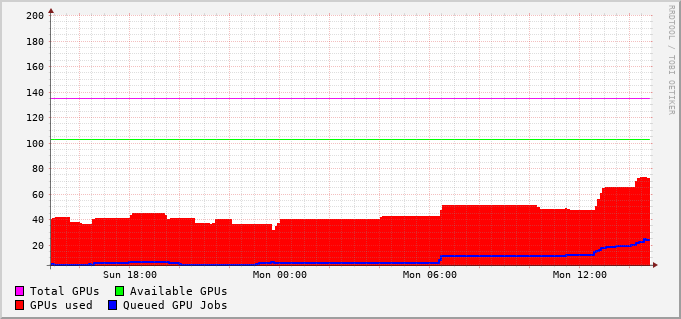 200
180
160
140
120
100
80
60
40
20
Sun 18:00 Mon 00:00 Mon 06:00 Mon 12:00
Total GPUs Available GPUs
GPUs used Queued GPU Jobs
RRDTOOL / TOBI OETIKER